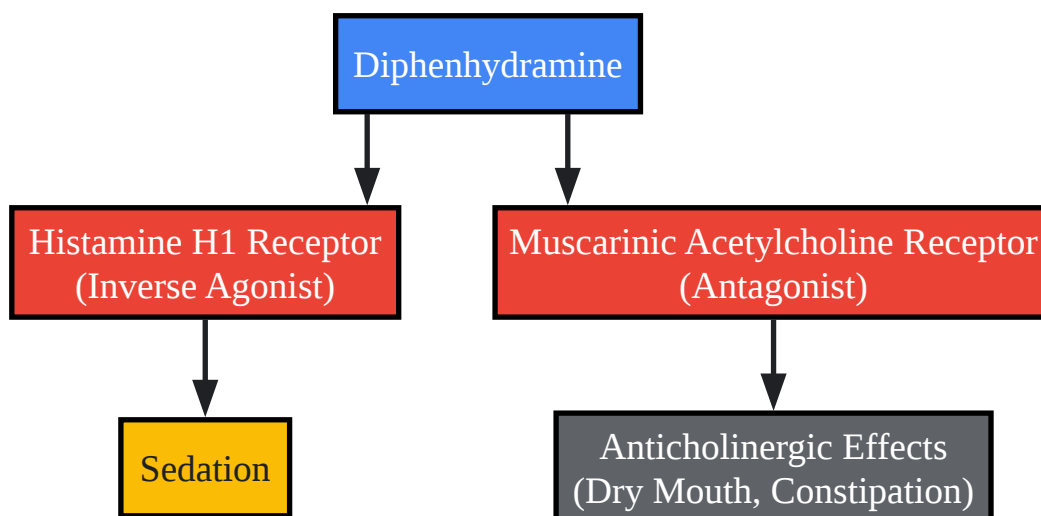 Diphenhydramine
Histamine H1 Receptor
(Inverse Agonist)
Muscarinic Acetylcholine Receptor
(Antagonist)
Sedation
Anticholinergic Effects
(Dry Mouth, Constipation)